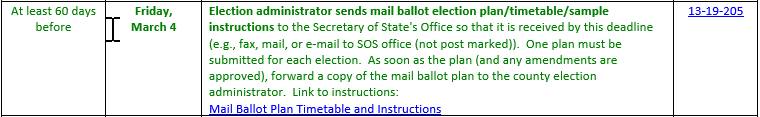 At least 60 days
before
Friday,
March 4
Election administrator sends mail ballot election plan/timetable/sample
instructions to the Secretary of State's Office so that it is received by this deadline
(e.g., fax, mail, or e-mail to SOS office (not post marked)).  One plan must be
submitted for each election.  As soon as the plan (and any amendments are
approved), forward a copy of the mail ballot plan to the county election
administrator.  Link to instructions:
Mail Ballot Plan Timetable and Instructions
13-19-205